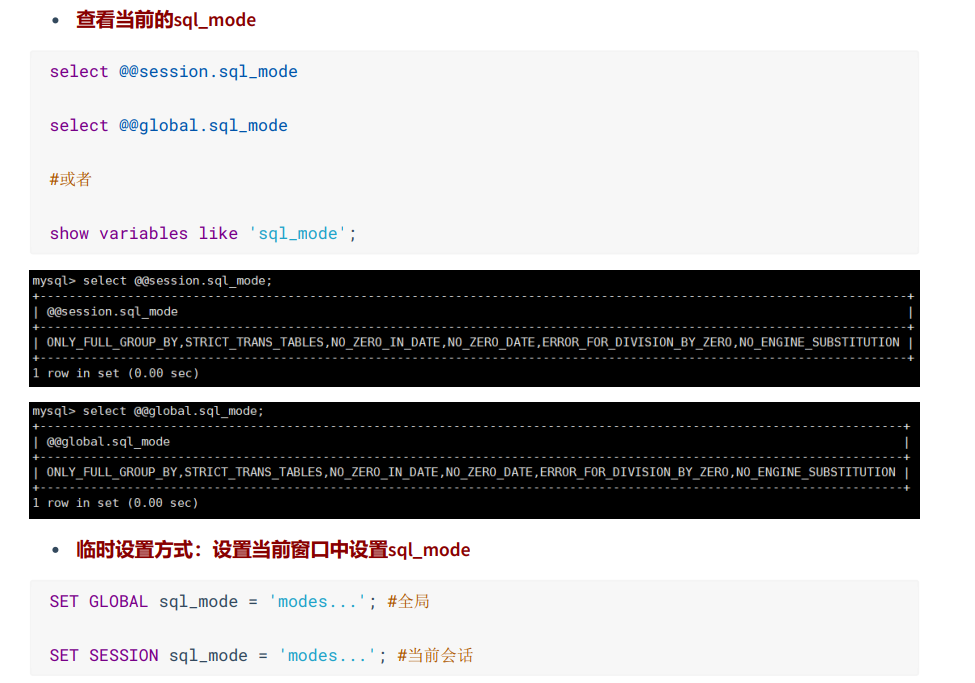 • 查看当前的sql_mode
select @@session.sql_mode
select @@global.sql_mode
#或者
show variables like 'sql_mode';
mysql> select @@session.sql_mode;
+---------------------------------------------------------------------------------------------------------------------+
| @@session.sql_mode |
+---------------------------------------------------------------------------------------------------------------------+
| ONLY_FULL_GROUP_BY,STRICT_TRANS_TABLES,NO_ZERO_IN_DATE,NO_ZERO_DATE,ERROR_FOR_DIVISION_BY_ZERO,NO_ENGINE_SUBSTITUTION |
+---------------------------------------------------------------------------------------------------------------------+
1 row in set (0.00 sec)
mysql> select @@global.sql_mode;
+---------------------------------------------------------------------------------------------------------------------+
| @@global.sql_mode |
+---------------------------------------------------------------------------------------------------------------------+
| ONLY_FULL_GROUP_BY,STRICT_TRANS_TABLES,NO_ZERO_IN_DATE,NO_ZERO_DATE,ERROR_FOR_DIVISION_BY_ZERO,NO_ENGINE_SUBSTITUTION |
+---------------------------------------------------------------------------------------------------------------------+
1 row in set (0.00 sec)
• 临时设置方式：设置当前窗口中设置sql_mode
SET GLOBAL sql_mode = 'modes...'; #全局
SET SESSION sql_mode = 'modes...'; #当前会话